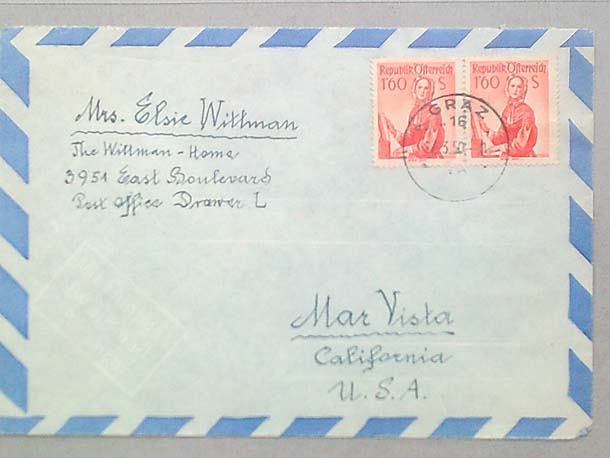 Republik Österreich Republik Österreich
1'60 S 1'60 S
GRAZ
Mrs. Elsie Wittman
The Wittman - Home
3951 East Boulevard
Post Office Drawer L
Mar Vista
California
U. S. A.